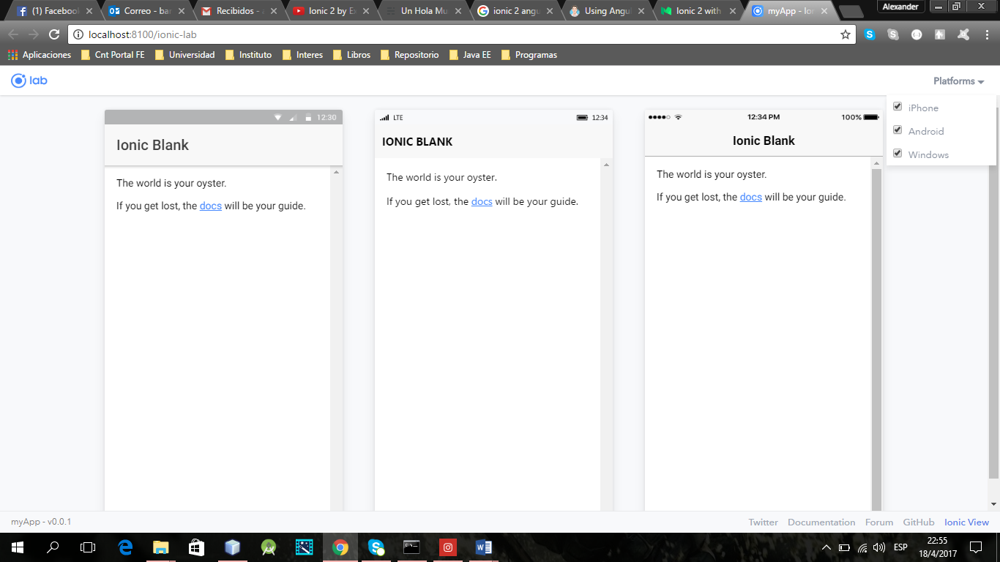 (1) Facebook
Correo - bar
Recibidos - a
Ionic 2 by Ex
Un Hola Mu
ionic 2 angu
Using Angul
Ionic 2 with
myApp - Ion
Alexander
localhost:8100/ionic-lab
Aplicaciones
Cnt Portal FE
Universidad
Instituto
Interes
Libros
Repositorio
Java EE
Programas
lab
Platforms
iPhone
Android
Windows
12:30
Ionic Blank
The world is your oyster.
If you get lost, the docs will be your guide.
LTE
12:34
IONIC BLANK
The world is your oyster.
If you get lost, the docs will be your guide.
12:34 PM
100%
Ionic Blank
The world is your oyster.
If you get lost, the docs will be your guide.
myApp - v0.0.1
Twitter
Documentation
Forum
GitHub
Ionic View
ESP
22:55
18/4/2017